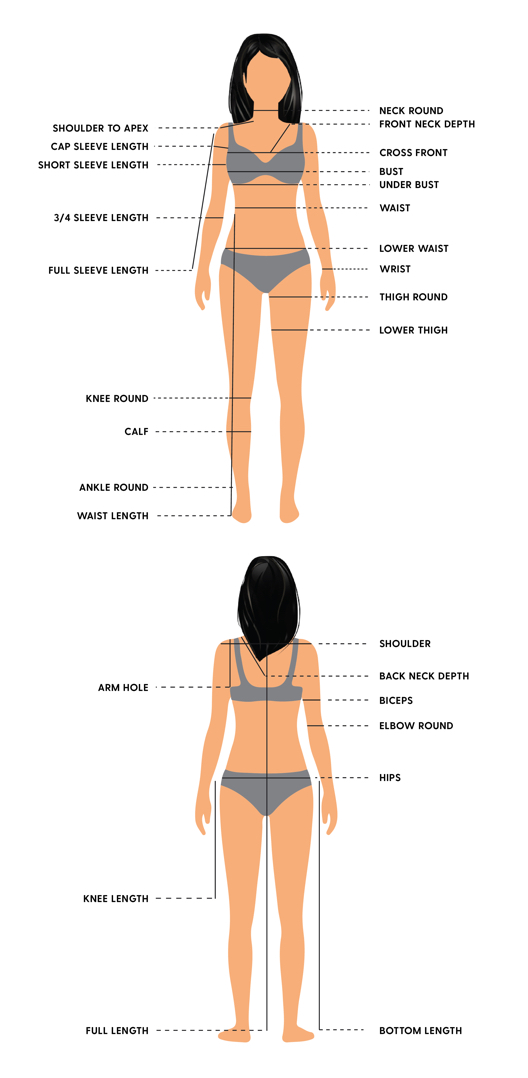 NECK ROUND
FRONT NECK DEPTH
SHOULDER TO APEX
CAP SLEEVE LENGTH
CROSS FRONT
SHORT SLEEVE LENGTH
BUST
UNDER BUST
WAIST
3/4 SLEEVE LENGTH
LOWER WAIST
WRIST
FULL SLEEVE LENGTH
THIGH ROUND
LOWER THIGH
KNEE ROUND
CALF
ANKLE ROUND
WAIST LENGTH
SHOULDER
BACK NECK DEPTH
ARM HOLE
BICEPS
ELBOW ROUND
HIPS
KNEE LENGTH
FULL LENGTH
BOTTOM LENGTH